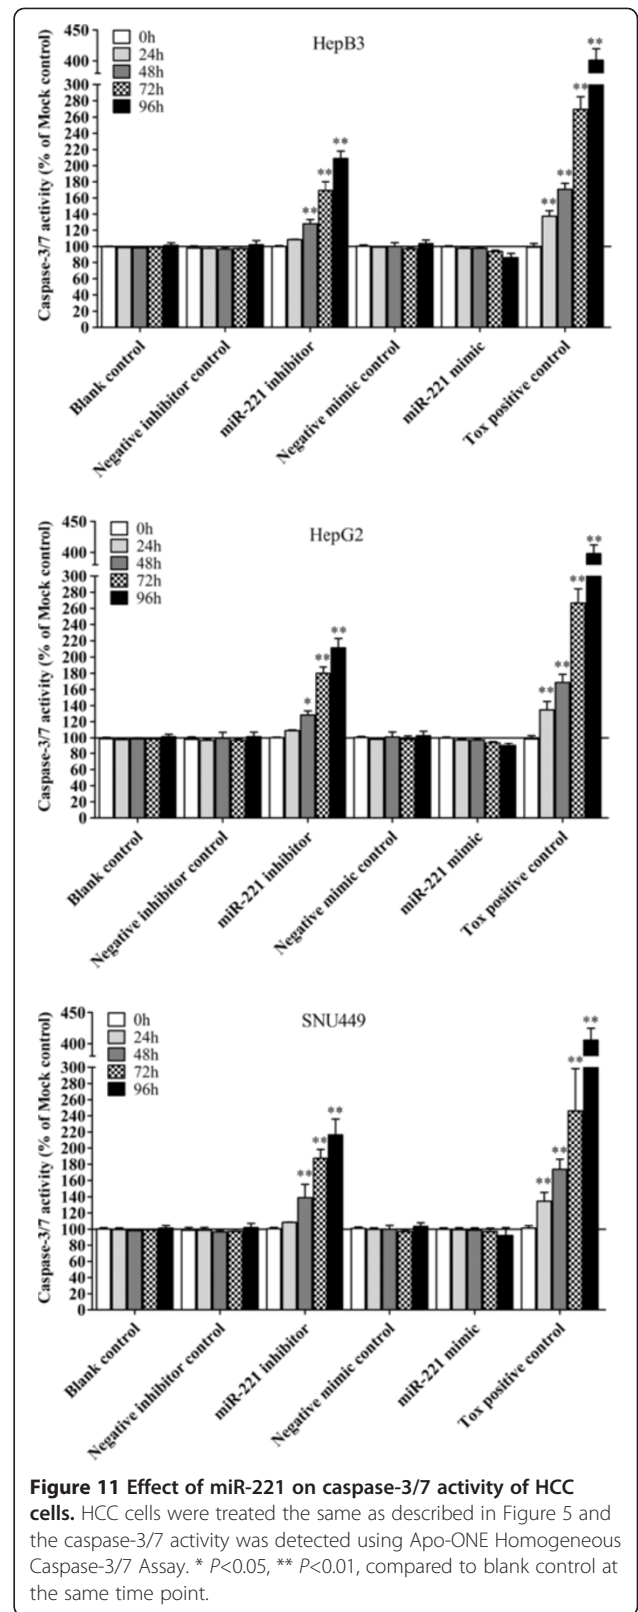 HepB3
0h
24h
48h
72h
96h
Caspase-3/7 activity (% of Mock control)
450
400
300
280
260
240
220
200
180
160
140
120
100
80
60
40
20
0
**
**
**
**
**
**
**
Blank control
Negative inhibitor control
miR-221 inhibitor
Negative mimic control
miR-221 mimic
Tox positive control
HepG2
0h
24h
48h
72h
96h
Caspase-3/7 activity (% of Mock control)
450
400
300
280
260
240
220
200
180
160
140
120
100
80
60
40
20
0
*
**
**
**
**
**
**
Blank control
Negative inhibitor control
miR-221 inhibitor
Negative mimic control
miR-221 mimic
Tox positive control
SNU449
0h
24h
48h
72h
96h
Caspase-3/7 activity (% of Mock control)
450
400
300
280
260
240
220
200
180
160
140
120
100
80
60
40
20
0
**
**
**
**
**
**
**
Blank control
Negative inhibitor control
miR-221 inhibitor
Negative mimic control
miR-221 mimic
Tox positive control
Figure 11 Effect of miR-221 on caspase-3/7 activity of HCC
cells. HCC cells were treated the same as described in Figure 5 and
the caspase-3/7 activity was detected using Apo-ONE Homogeneous
Caspase-3/7 Assay. * P<0.05, ** P<0.01, compared to blank control at
the same time point.